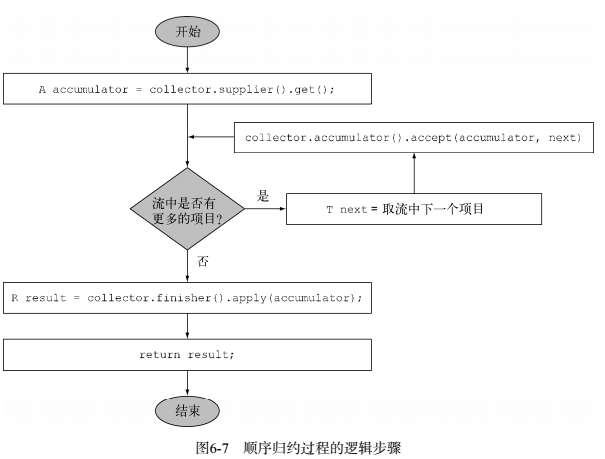 开始
A accumulator = collector.supplier().get();
collector.accumulator().accept(accumulator, next)
流中是否有
更多的项目?
是
T next = 取流中下一个项目
否
R result = collector.finisher().apply(accumulator);
return result;
结束
图6-7 顺序归约过程的逻辑步骤